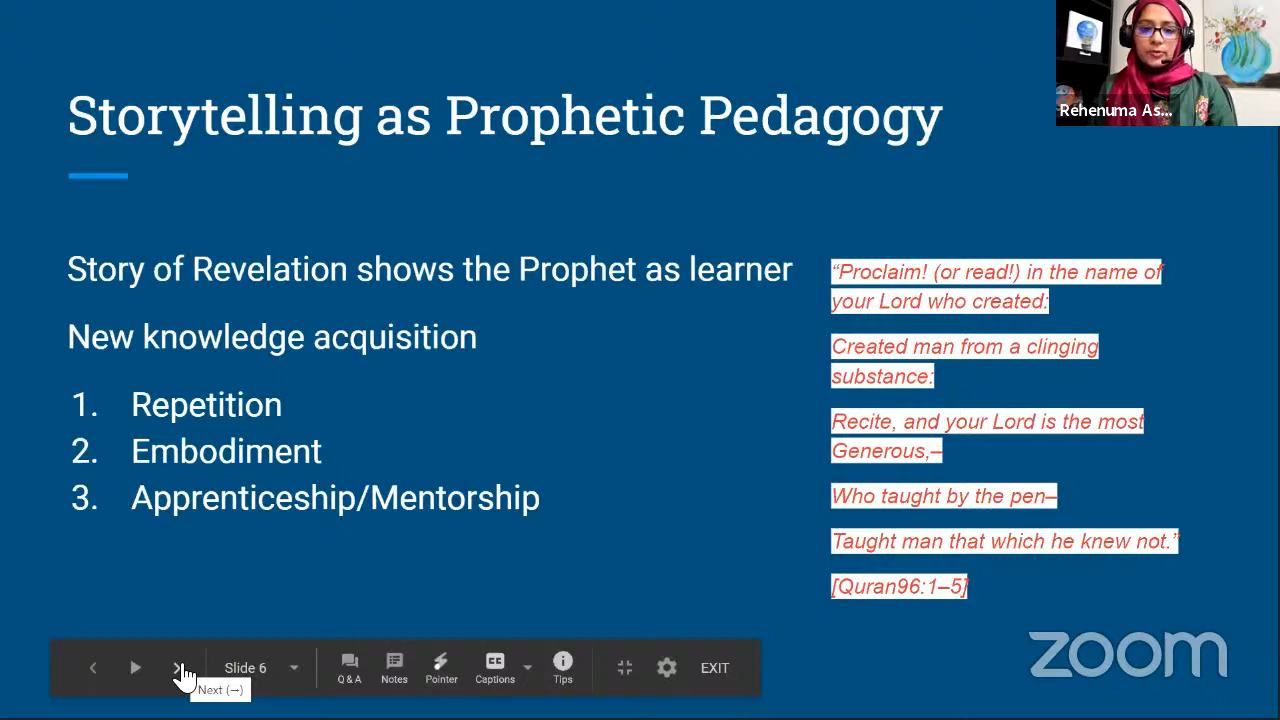 Storytelling as Prophetic Pedagogy
Rehenuma As...
Story of Revelation shows the Prophet as learner
New knowledge acquisition
1. Repetition
2. Embodiment
3. Apprenticeship/Mentorship
“Proclaim! (or read!) in the name of
your Lord who created:
Created man from a clinging
substance:
Recite, and your Lord is the most
Generous,–
Who taught by the pen–
Taught man that which he knew not.”
[Quran96:1–5]
Slide 6
Q & A
Notes
Pointer
CC
Captions
Tips
EXIT
Next (→)
zoom